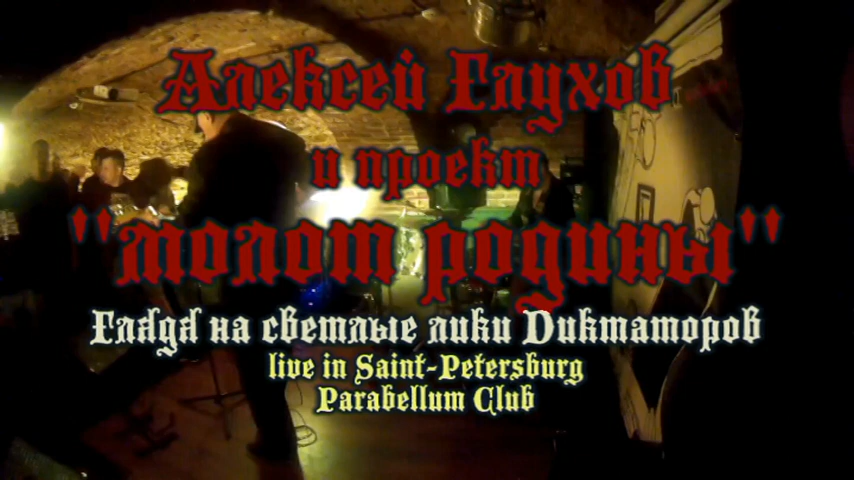 Алексей Глухов
и проект
"молот родины"
Глядя на светлые лики Диктаторов
live in Saint-Petersburg
Parabellum Club